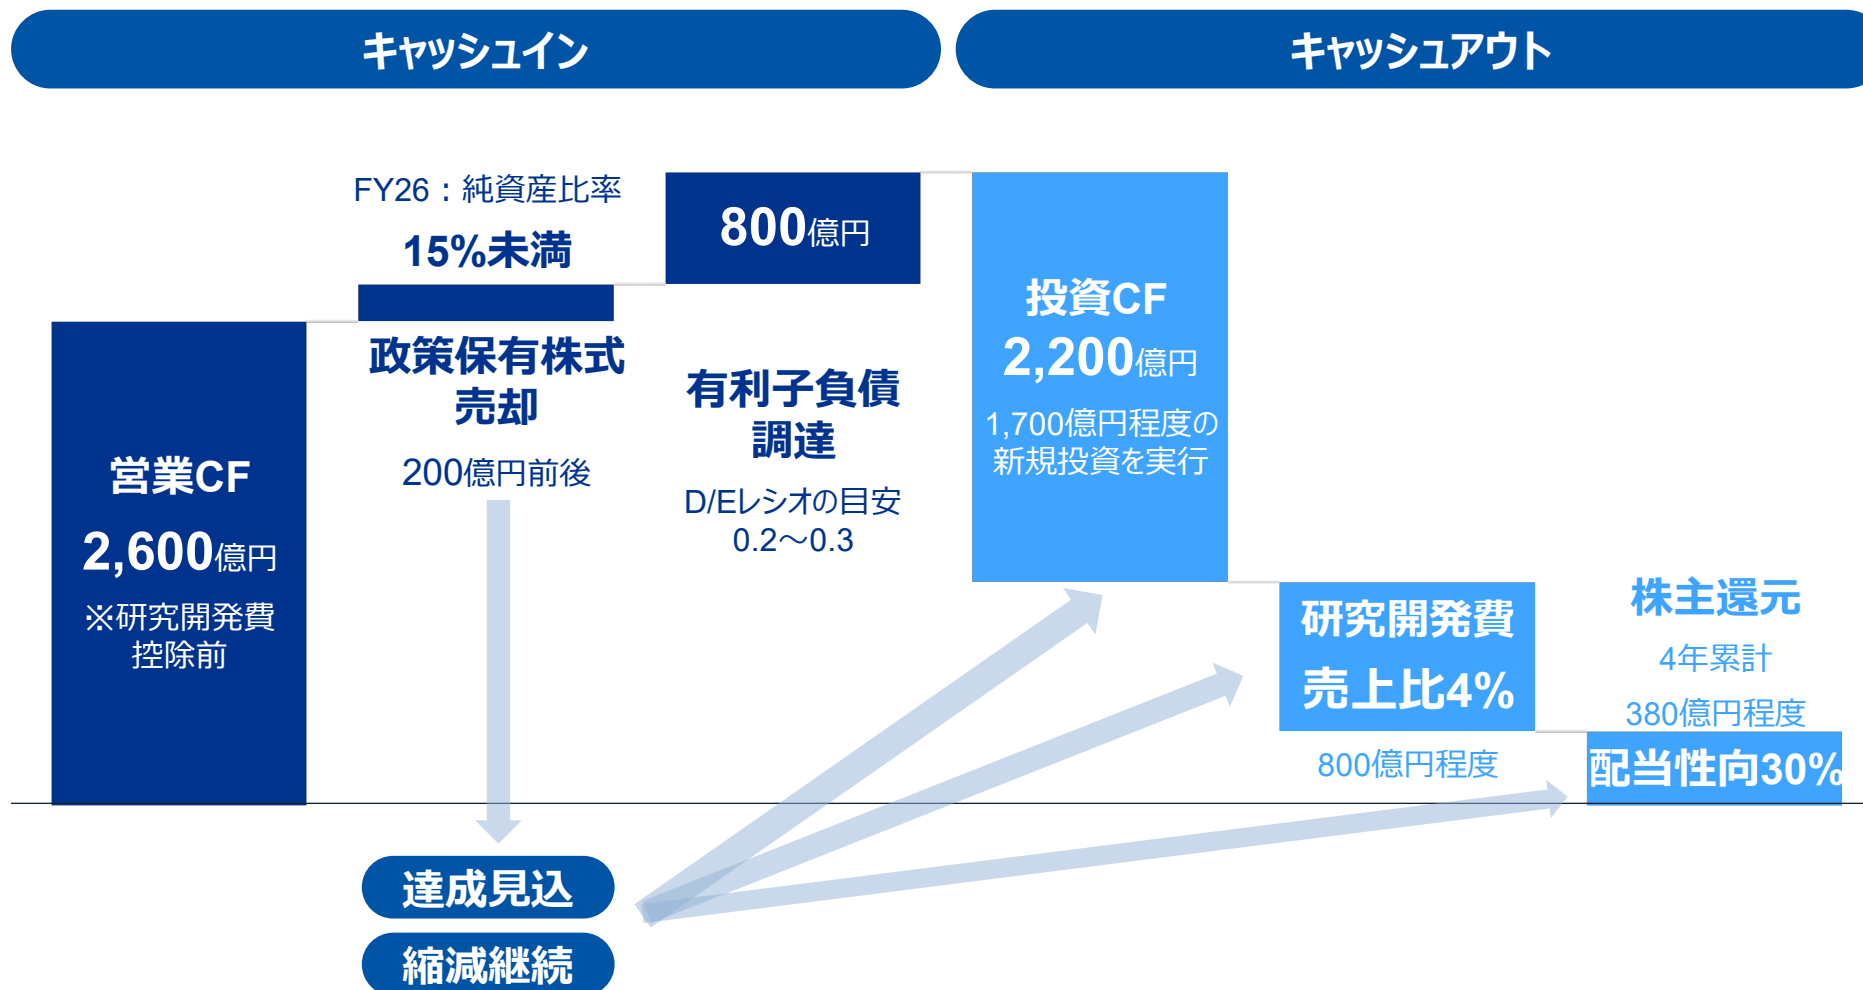 キャッシュイン
キャッシュアウト
営業CF
2,600億円
※研究開発費
控除前
FY26：純資産比率
15%未満
政策保有株式
売却
200億円前後
達成見込
縮減継続
800億円
有利子負債
調達
D/Eレシオの目安
0.2～0.3
投資CF
2,200億円
1,700億円程度の
新規投資を実行
研究開発費
売上比4%
800億円程度
株主還元
4年累計
380億円程度
配当性向30%